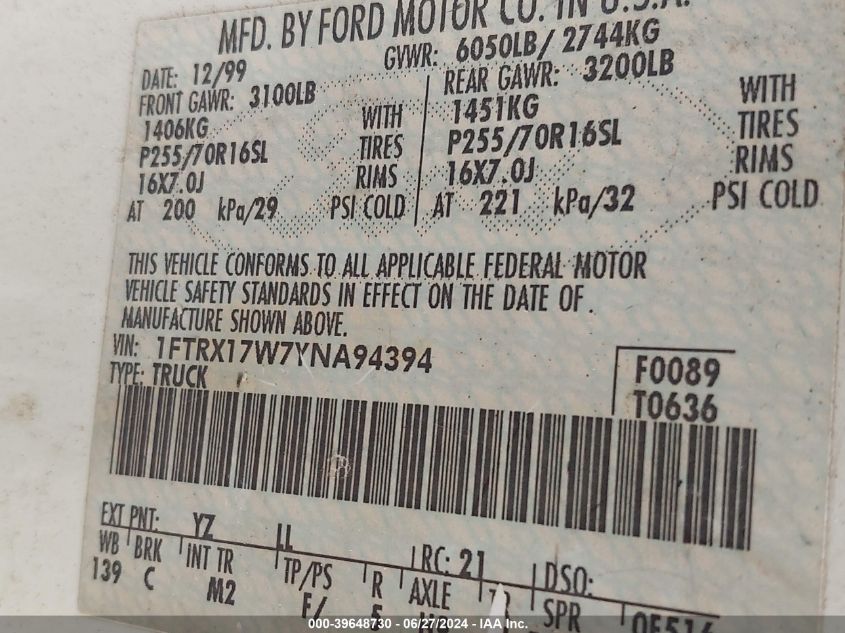 MFD. BY FORD MOTOR CO. IN U.S.A.
DATE: 12/99 GVWR: 6050LB/ 2744KG
FRONT GAWR: 3100LB REAR GAWR: 3200LB
1406KG WITH 1451KG WITH
P255/70R16SL TIRES P255/70R16SL TIRES
16X7.0J RIMS 16X7.0J RIMS
AT 200 kPa/29 PSI COLD AT 221 kPa/32 PSI COLD
THIS VEHICLE CONFORMS TO ALL APPLICABLE FEDERAL MOTOR
VEHICLE SAFETY STANDARDS IN EFFECT ON THE DATE OF
MANUFACTURE SHOWN ABOVE.
VIN: 1FTRX17W7YNA94394
TYPE: TRUCK
F0089
T0636
EXT PNT: YZ LL RC: 21 DSO:
WB BRK INT TR TP/PS R AXLE SPR
139 C M2 F/ 5
000-39648730 - 06/27/2024 - IAA Inc.